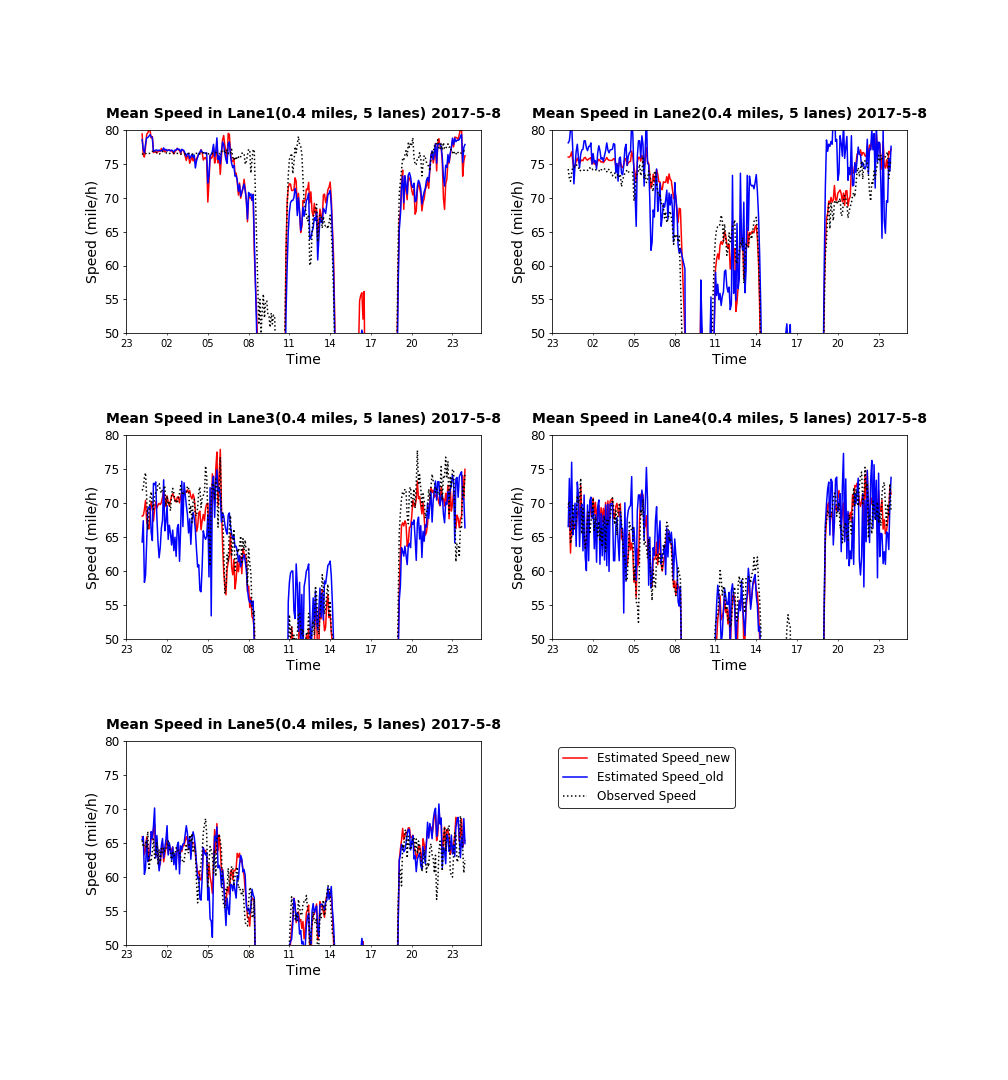 Mean Speed in Lane1(0.4 miles, 5 lanes) 2017-5-8
80
75
70
65
60
55
50
Speed (mile/h)
23 02 05 08 11 14 17 20 23
Time
Mean Speed in Lane2(0.4 miles, 5 lanes) 2017-5-8
80
75
70
65
60
55
50
Speed (mile/h)
23 02 05 08 11 14 17 20 23
Time
Mean Speed in Lane3(0.4 miles, 5 lanes) 2017-5-8
80
75
70
65
60
55
50
Speed (mile/h)
23 02 05 08 11 14 17 20 23
Time
Mean Speed in Lane4(0.4 miles, 5 lanes) 2017-5-8
80
75
70
65
60
55
50
Speed (mile/h)
23 02 05 08 11 14 17 20 23
Time
Mean Speed in Lane5(0.4 miles, 5 lanes) 2017-5-8
80
75
70
65
60
55
50
Speed (mile/h)
23 02 05 08 11 14 17 20 23
Time
Estimated Speed_new
Estimated Speed_old
Observed Speed